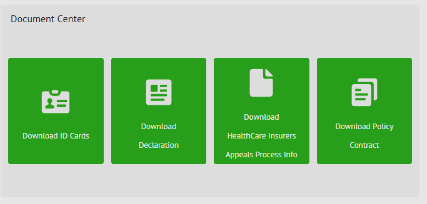 Document Center
Download ID Cards
Download
Declaration
Download
HealthCare Insurers
Appeals Process Info
Download Policy
Contract